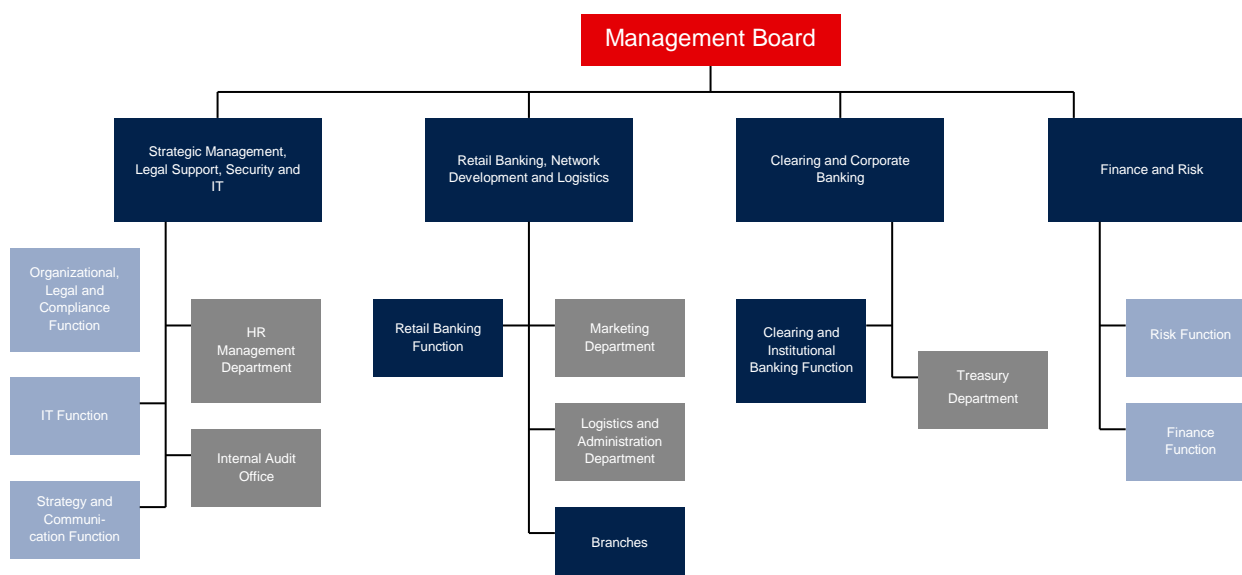 Management Board
Strategic Management,
Legal Support, Security and
IT
Retail Banking, Network
Development and Logistics
Clearing and Corporate
Banking
Finance and Risk
Organizational,
Legal and
Compliance
Function
HR
Management
Department
IT Function
Internal Audit
Office
Strategy and
Communi-
cation Function
Retail Banking
Function
Marketing
Department
Logistics and
Administration
Department
Branches
Clearing and
Institutional
Banking Function
Treasury
Department
Risk Function
Finance
Function